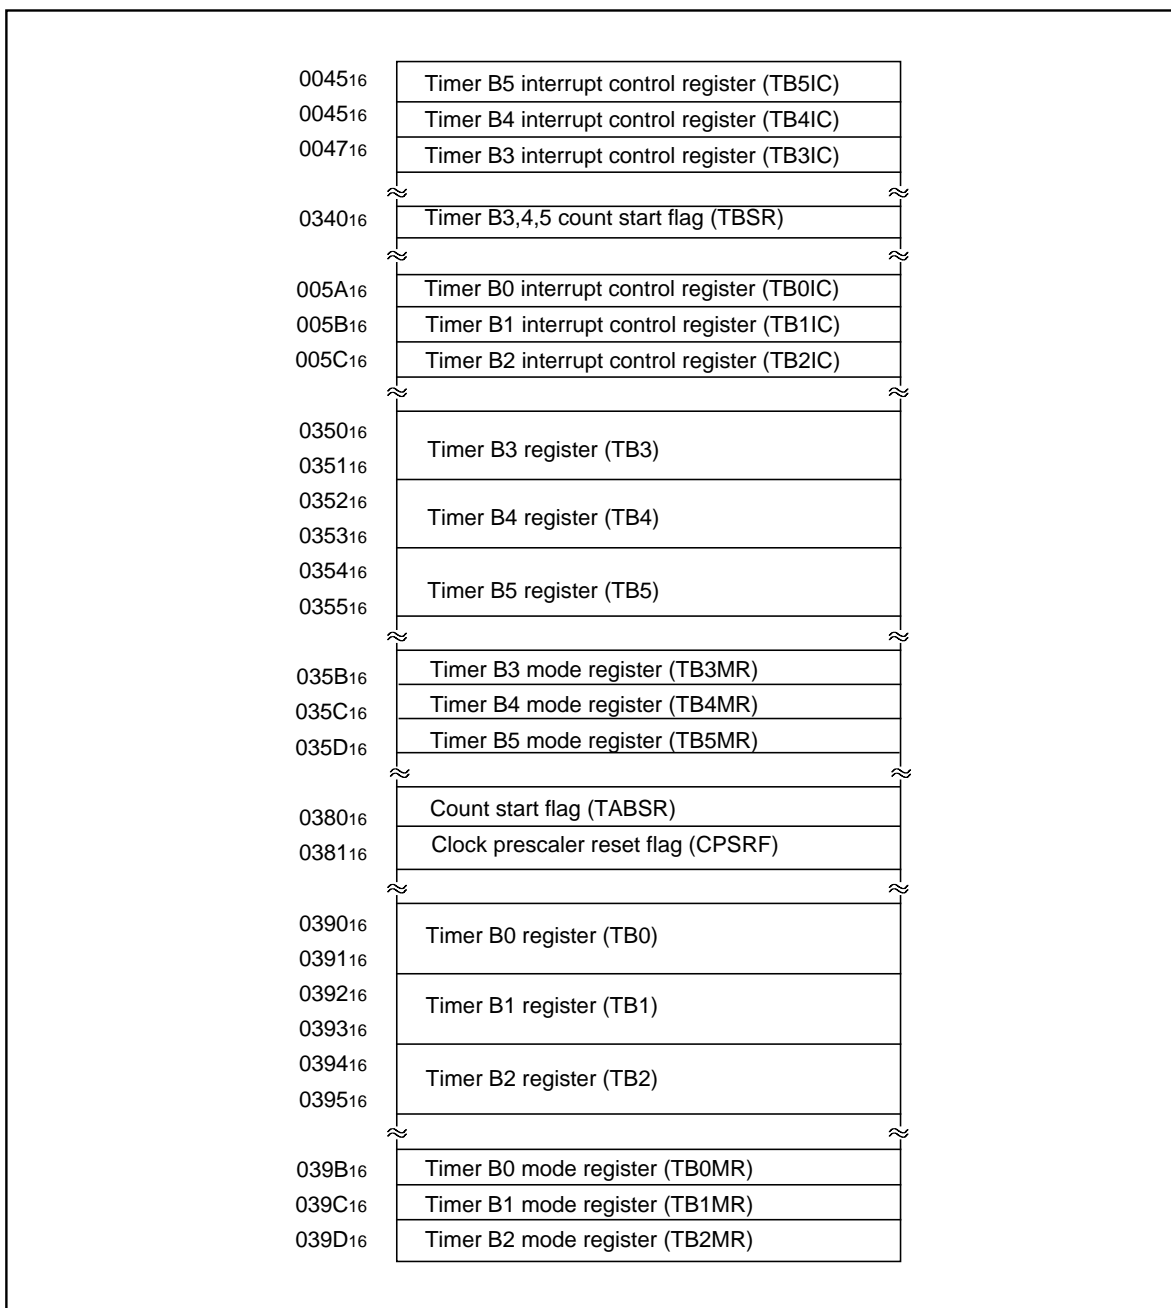 004516 Timer B5 interrupt control register (TB5IC)
004516 Timer B4 interrupt control register (TB4IC)
004716 Timer B3 interrupt control register (TB3IC)
034016 Timer B3,4,5 count start flag (TBSR)
005A16 Timer B0 interrupt control register (TB0IC)
005B16 Timer B1 interrupt control register (TB1IC)
005C16 Timer B2 interrupt control register (TB2IC)
035016
Timer B3 register (TB3)
035116
035216
Timer B4 register (TB4)
035316
035416
Timer B5 register (TB5)
035516
035B16 Timer B3 mode register (TB3MR)
035C16 Timer B4 mode register (TB4MR)
035D16 Timer B5 mode register (TB5MR)
038016 Count start flag (TABSR)
038116 Clock prescaler reset flag (CPSRF)
039016
Timer B0 register (TB0)
039116
039216
Timer B1 register (TB1)
039316
039416
Timer B2 register (TB2)
039516
039B16 Timer B0 mode register (TB0MR)
039C16 Timer B1 mode register (TB1MR)
039D16 Timer B2 mode register (TB2MR)